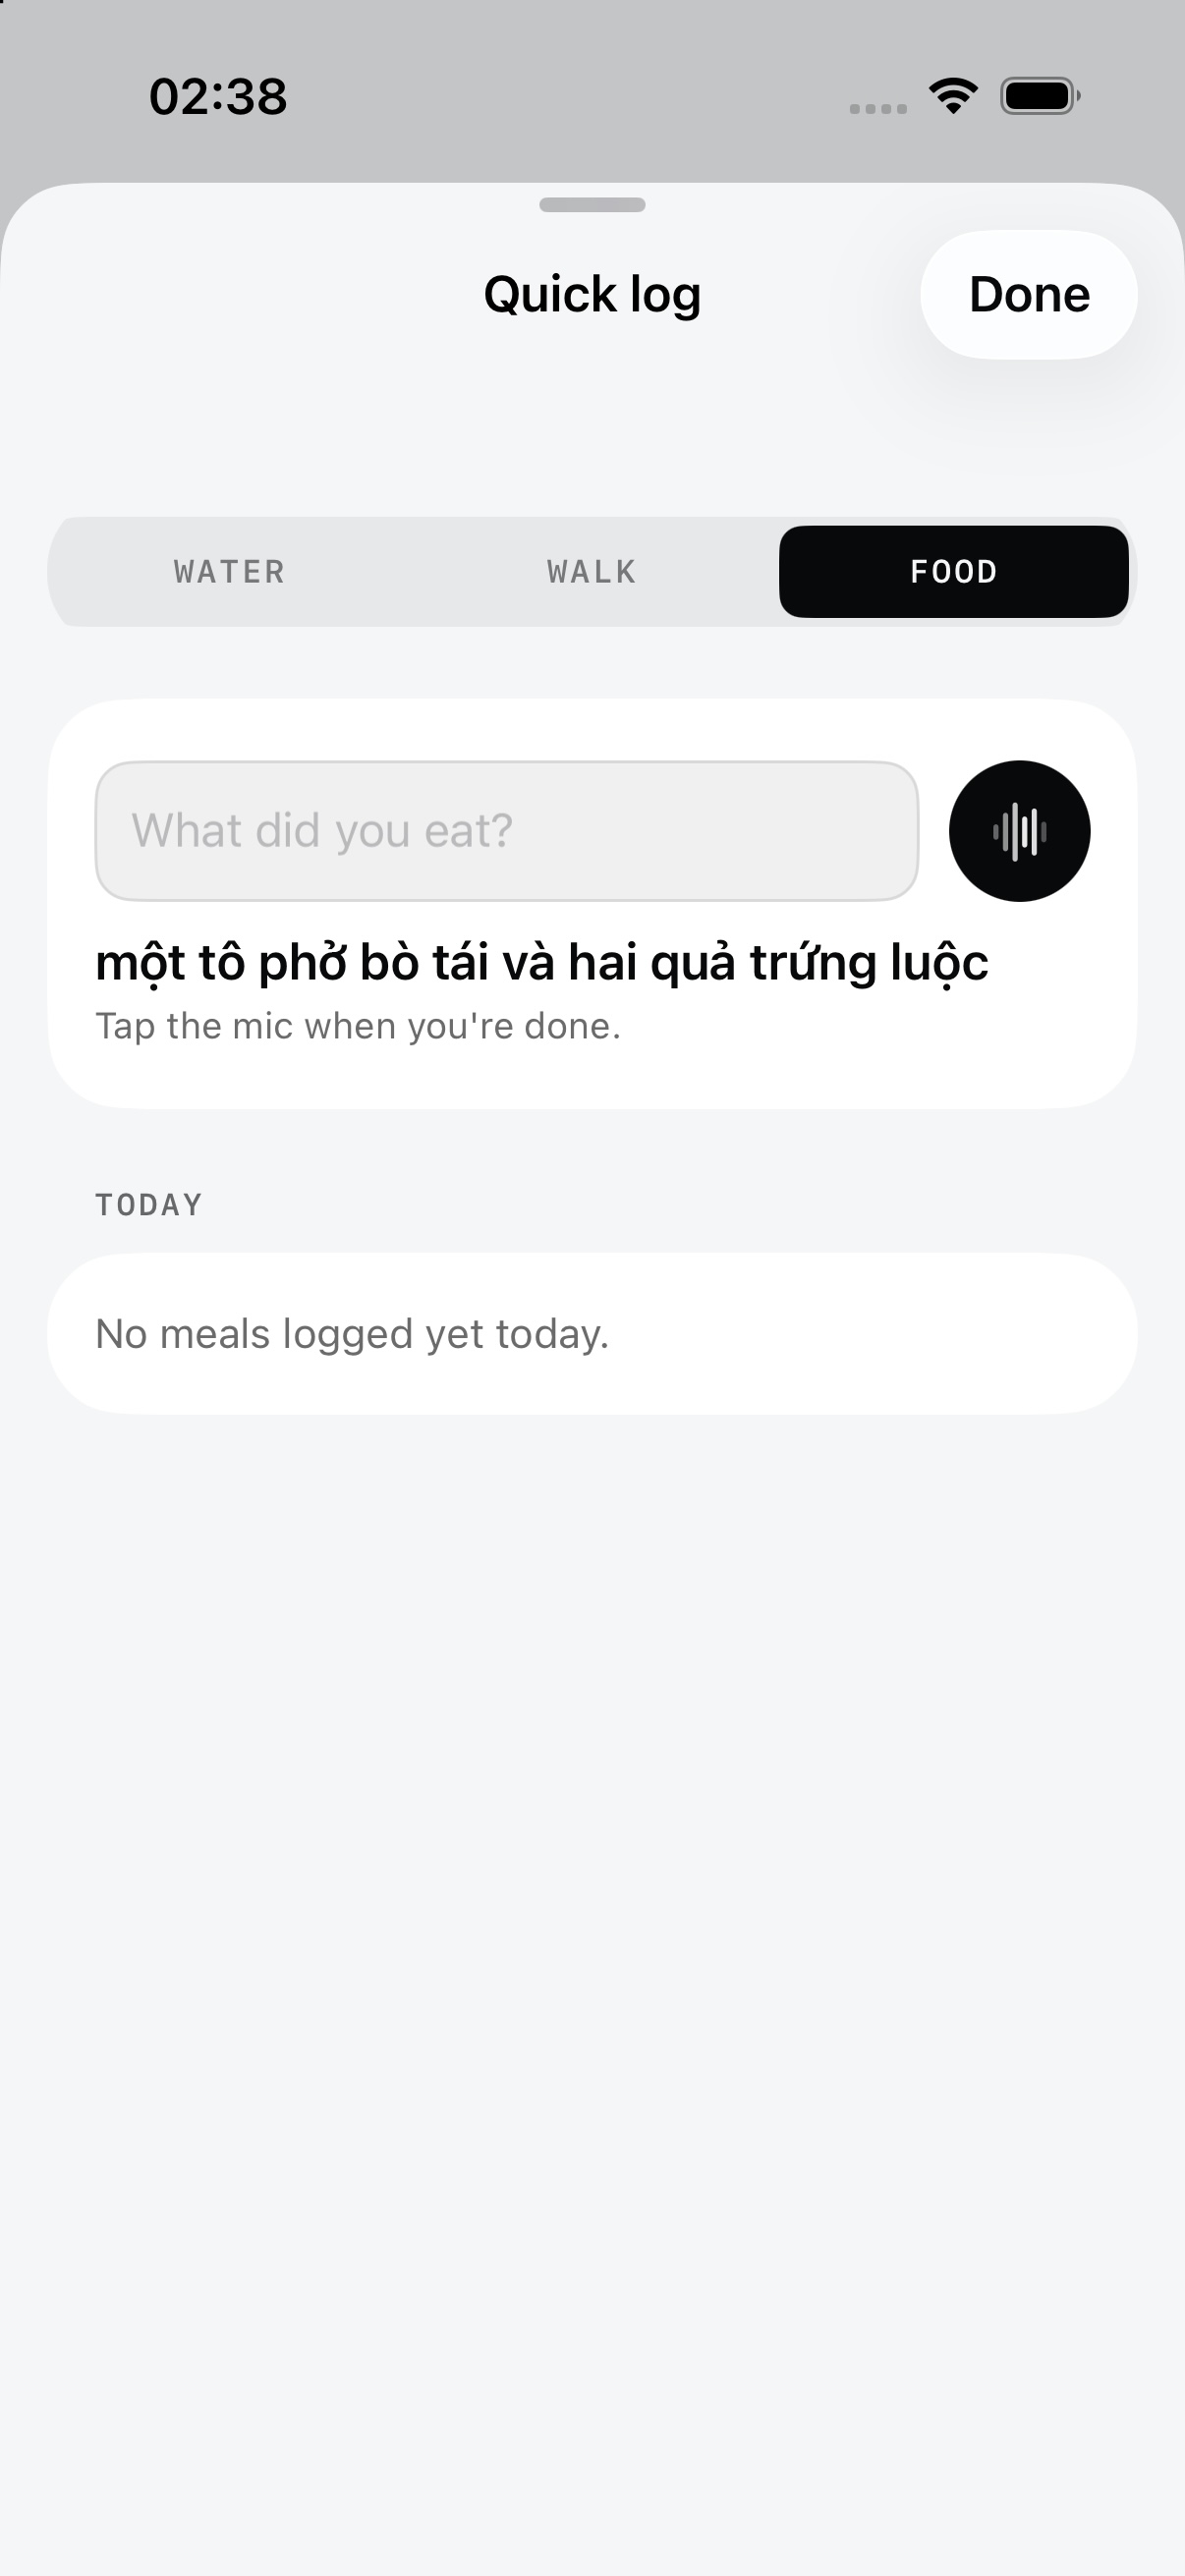 02:38
Quick log
Done
WATER
WALK
FOOD
What did you eat?
một tô phở bò tái và hai quả trứng luộc
Tap the mic when you're done.
TODAY
No meals logged yet today.